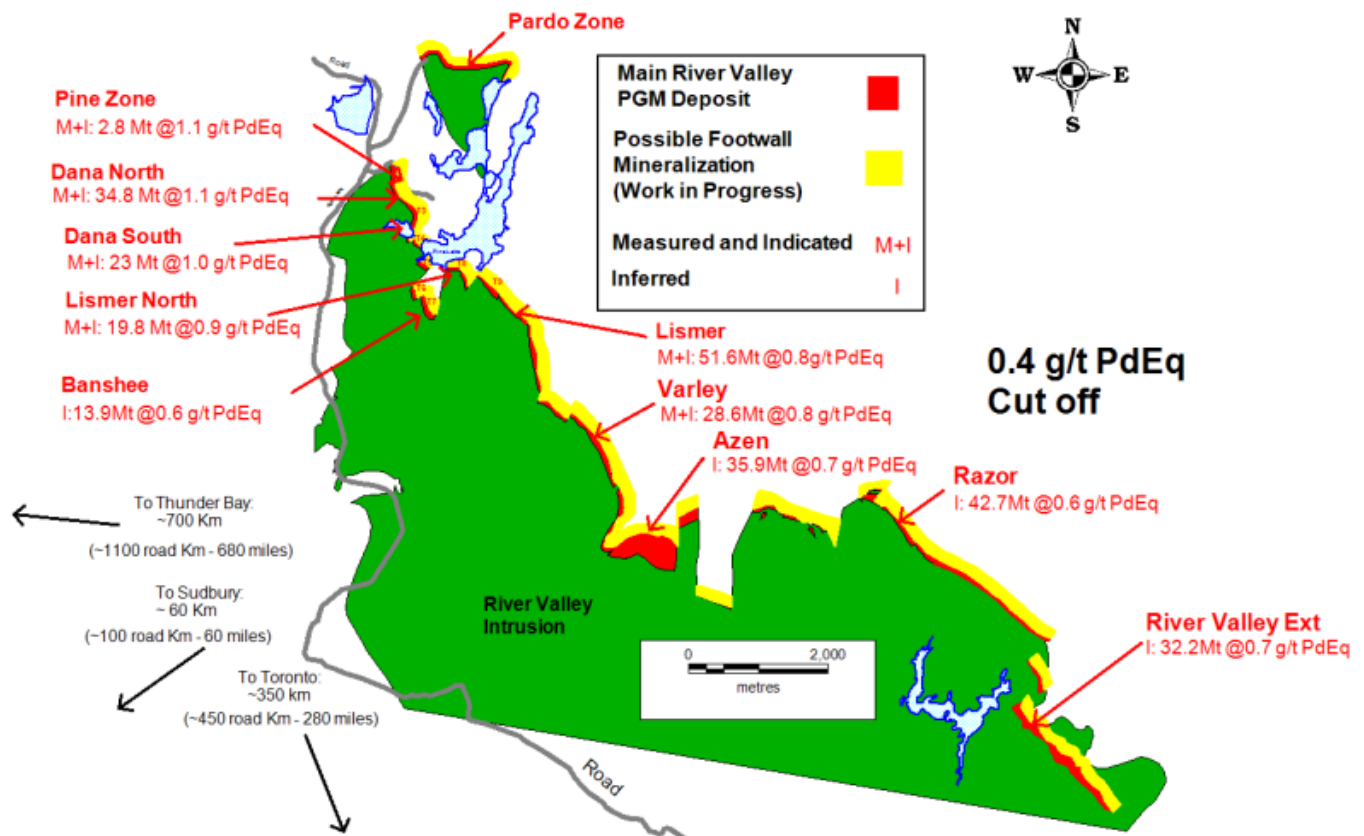 Pardo Zone
N
W E
S
Main River Valley
PGM Deposit
Possible Footwall
Mineralization
(Work in Progress)
Measured and Indicated M+I
Inferred I
Road
Pine Zone
M+I: 2.8 Mt @1.1 g/t PdEq
Dana North
M+I: 34.8 Mt @1.1 g/t PdEq
Dana South
M+I: 23 Mt @1.0 g/t PdEq
Lismer North
M+I: 19.8 Mt @0.9 g/t PdEq
Banshee
I:13.9Mt @0.6 g/t PdEq
Lismer
M+I: 51.6Mt @0.8g/t PdEq
Varley
M+I: 28.6Mt @0.8 g/t PdEq
Azen
I: 35.9Mt @0.7 g/t PdEq
0.4 g/t PdEq
Cut off
Razor
I: 42.7Mt @0.6 g/t PdEq
River Valley Ext
I: 32.2Mt @0.7 g/t PdEq
To Thunder Bay:
~700 Km
(~1100 road Km - 680 miles)
To Sudbury:
~ 60 Km
(~100 road Km - 60 miles)
To Toronto:
~350 km
(~450 road Km - 280 miles)
River Valley
Intrusion
0 2,000
metres
Road